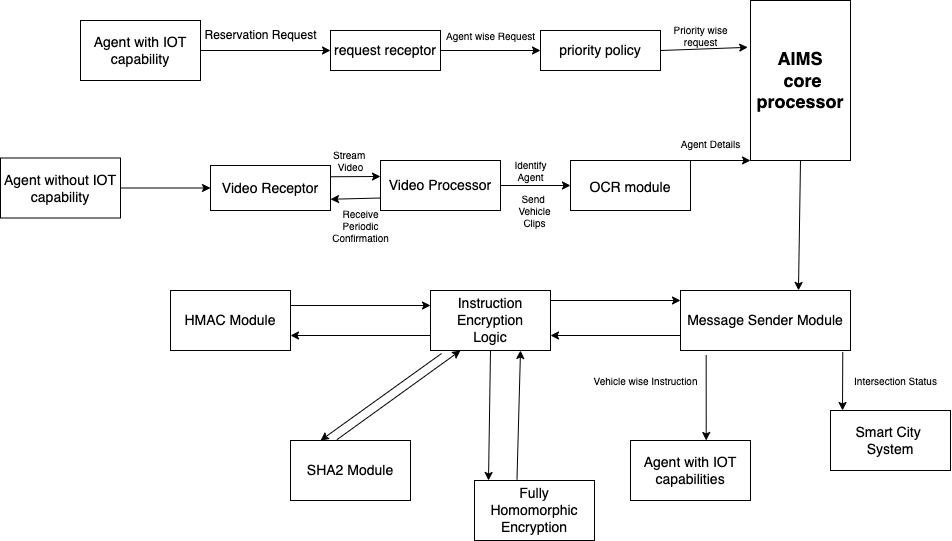 Agent with IOT
capability
Reservation Request
request receptor
Agent wise Request
priority policy
Priority wise
request
AIMS
core
processor
Agent without IOT
capability
Video Receptor
Stream
Video
Receive
Periodic
Confirmation
Video Processor
Identify
Agent
Send
Vehicle
Clips
OCR module
Agent Details
HMAC Module
Instruction
Encryption
Logic
Message Sender Module
SHA2 Module
Fully
Homomorphic
Encryption
Vehicle wise Instruction
Agent with IOT
capabilities
Intersection Status
Smart City
System